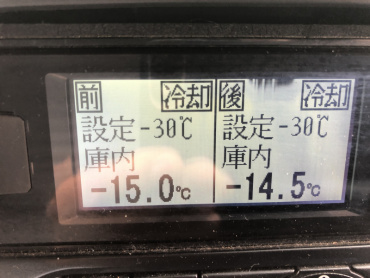 前 冷却
設定-30℃
庫内
-15.0℃
後 冷却
設定-30℃
庫内
-14.5℃